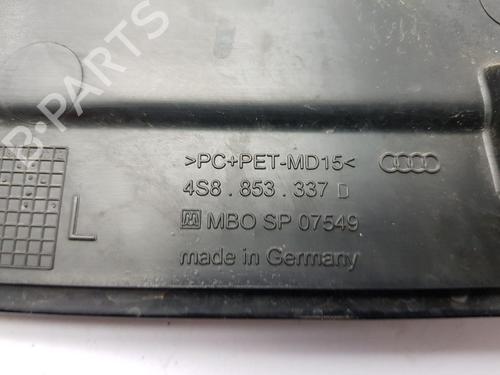 B-PARTS
>PC+PET-MD15<
4S8 . 853 . 337 D
MBO SP 07549
L
made in Germany